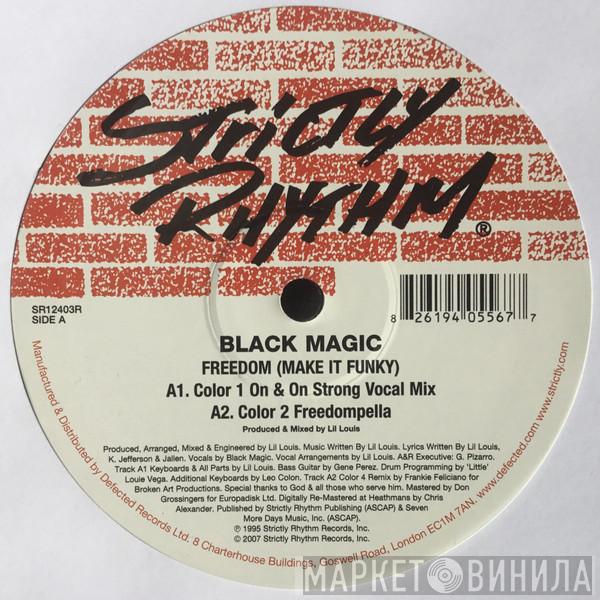 Strictly
Rhythm®
SR12403R
SIDE A
8 26194 05567 7
BLACK MAGIC
FREEDOM (MAKE IT FUNKY)
A1. Color 1 On & On Strong Vocal Mix
A2. Color 2 Freedompella
Produced & Mixed by Lil Louis
Produced, Arranged, Mixed & Engineered by Lil Louis. Music Written By Lil Louis. Lyrics Written By Lil Louis,
K. Jefferson & Jallen. Vocals by Black Magic. Vocal Arrangements by Lil Louis. A&R Executive: G. Pizarro.
Track A1 Keyboards & All Parts by Lil Louis. Bass Guitar by Gene Perez. Drum Programming by 'Little'
Louie Vega. Additional Keyboards by Leo Colon. Track A2 Color 4 Remix by Frankie Feliciano for
Broken Art Productions. Special thanks to God & all those who serve him. Mastered by Don
Grossingers for Europadisk Ltd. Digitally Re-Mastered at Heathmans by Chris
Alexander. Published by Strictly Rhythm Publishing (ASCAP) & Seven
More Days Music, Inc. (ASCAP).
℗ 1995 Strictly Rhythm Records, Inc.
© 2007 Strictly Rhythm Records, Inc.
Manufactured & Distributed by Defected Records Ltd. 8 Charterhouse Buildings, Goswell Road, London EC1M 7AN. www.defected.com www.strictly.com
МАРКЕТ ВИНИЛА